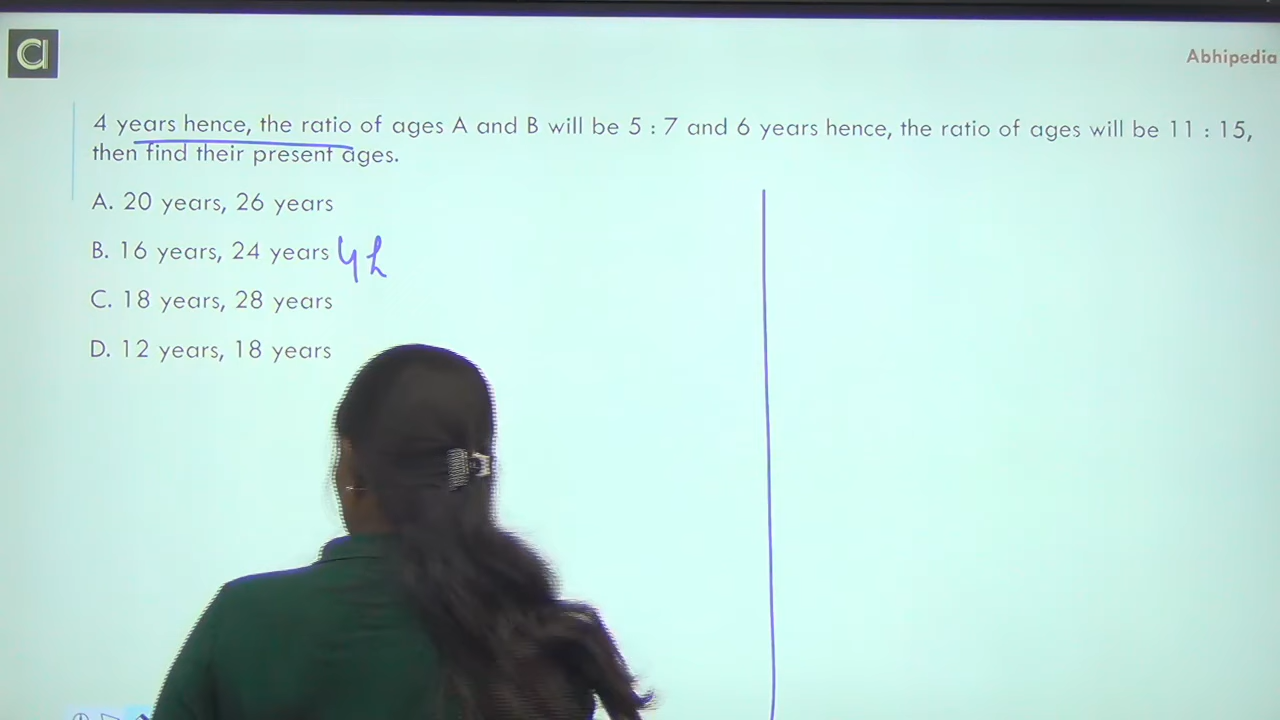 Abhipedia
4 years hence, the ratio of ages A and B will be 5 : 7 and 6 years hence, the ratio of ages will be 11 : 15,
then find their present ages.
A. 20 years, 26 years
B. 16 years, 24 years 4h
C. 18 years, 28 years
D. 12 years, 18 years